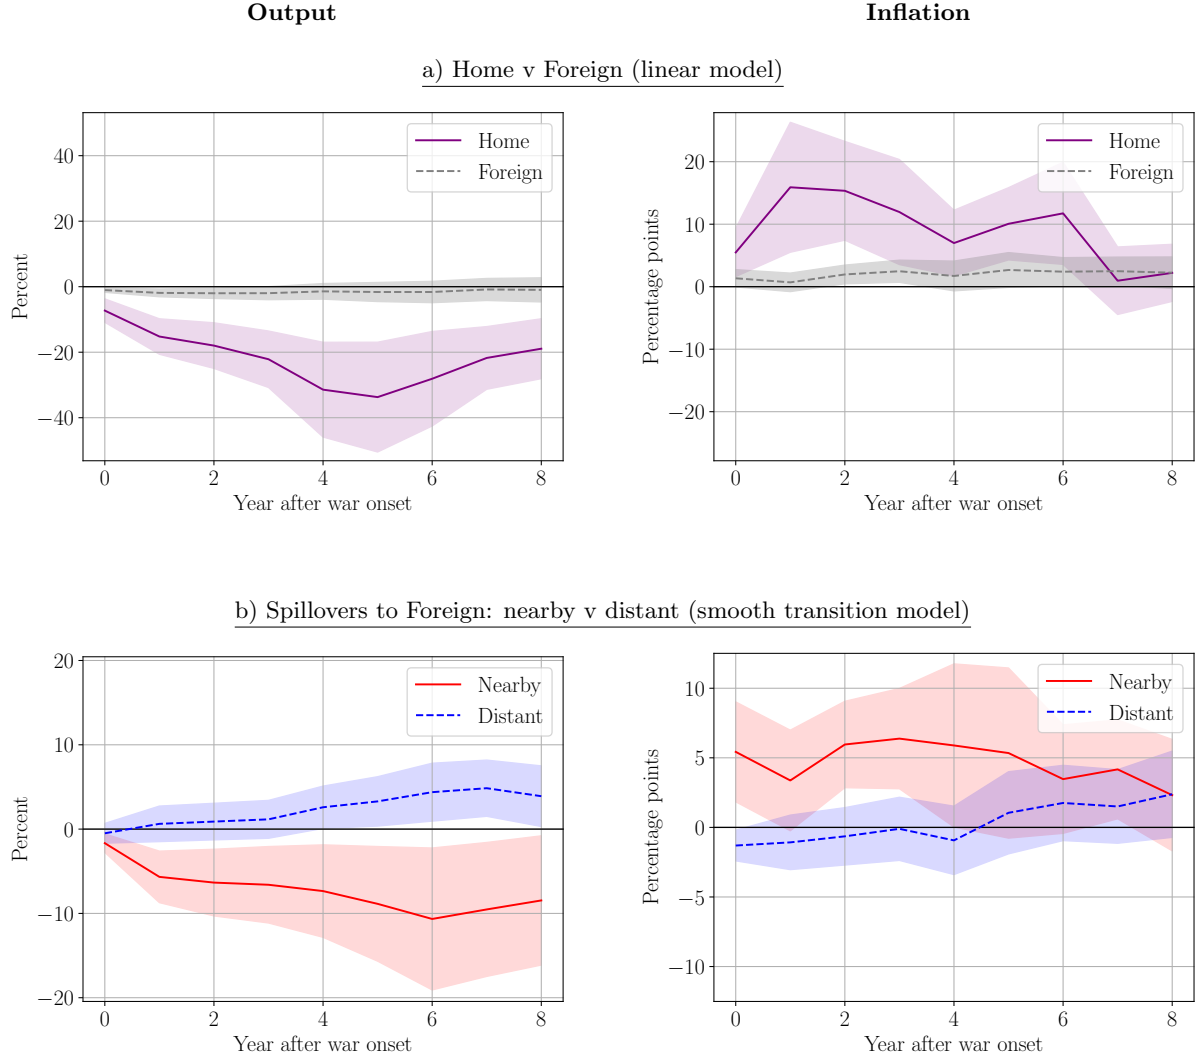 Output
Inflation
a) Home v Foreign (linear model)
Percent
40
20
0
−20
−40
Home
Foreign
0 2 4 6 8
Year after war onset
Percentage points
20
10
0
−10
−20
Home
Foreign
0 2 4 6 8
Year after war onset
b) Spillovers to Foreign: nearby v distant (smooth transition model)
Percent
20
10
0
−10
−20
Nearby
Distant
0 2 4 6 8
Year after war onset
Percentage points
10
5
0
−5
−10
Nearby
Distant
0 2 4 6 8
Year after war onset